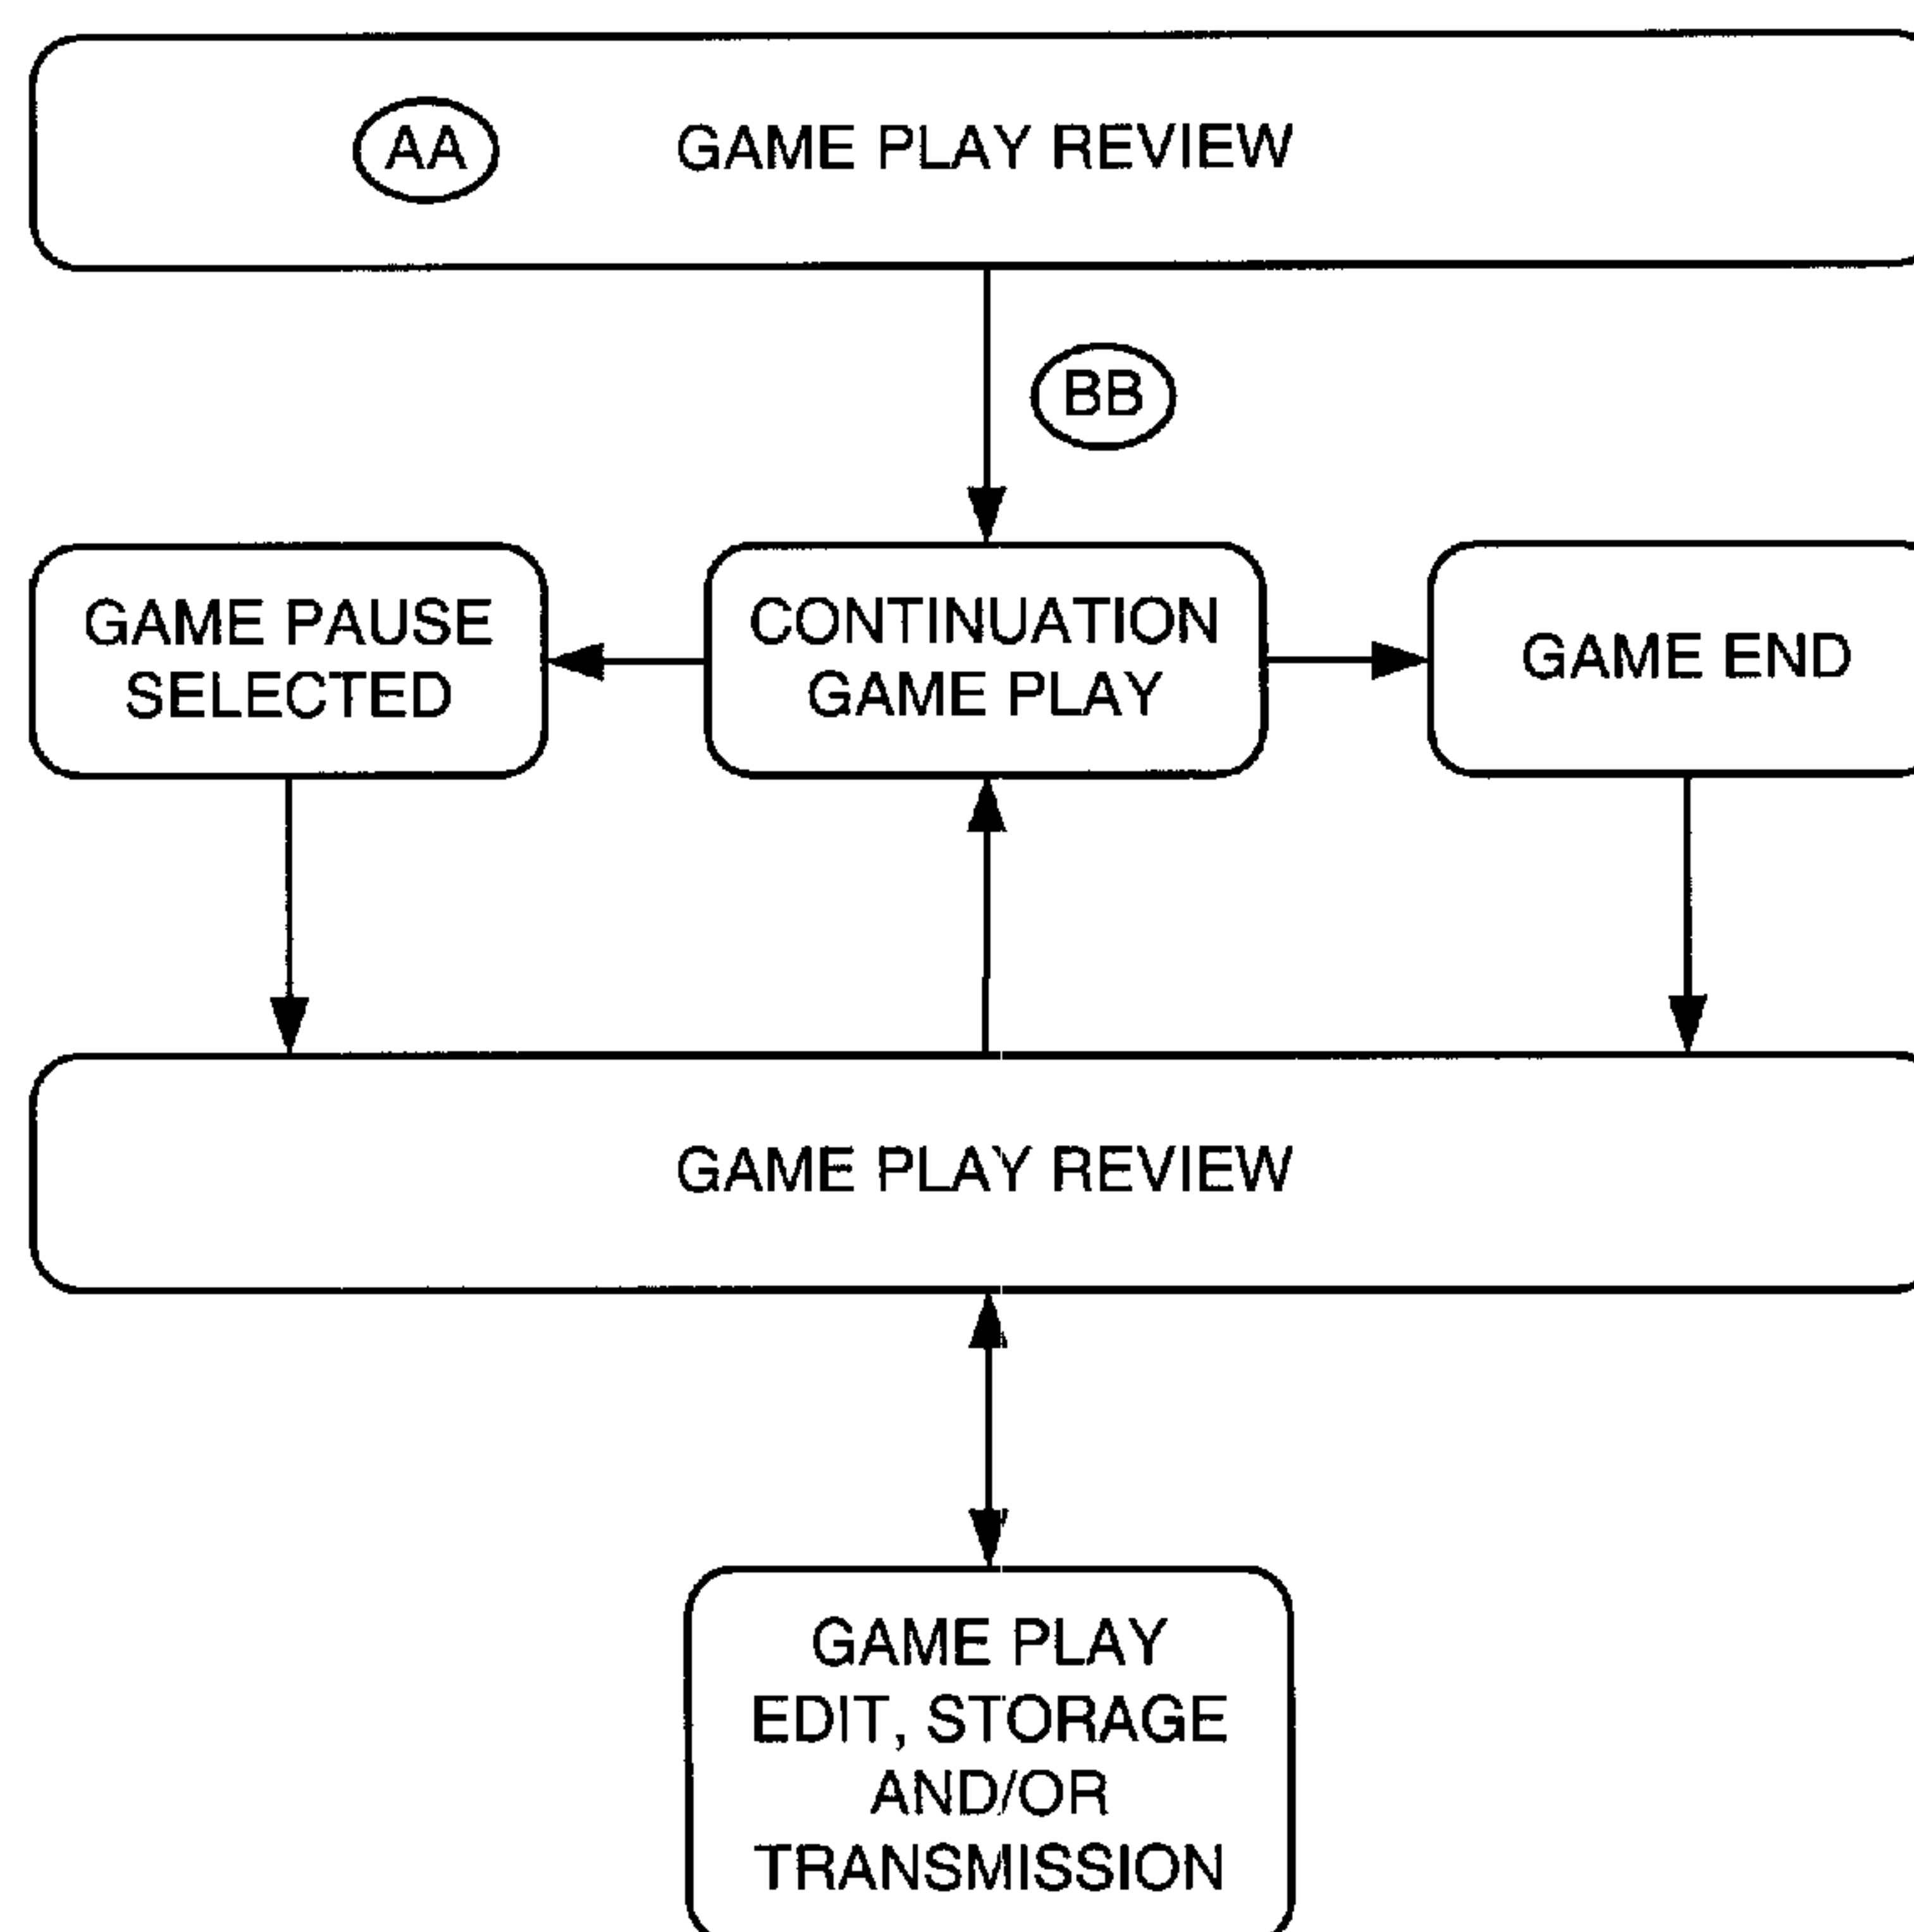 AA
GAME PLAY REVIEW
BB
GAME PAUSE
SELECTED
CONTINUATION
GAME PLAY
GAME END
GAME PLAY REVIEW
GAME PLAY
EDIT, STORAGE
AND/OR
TRANSMISSION